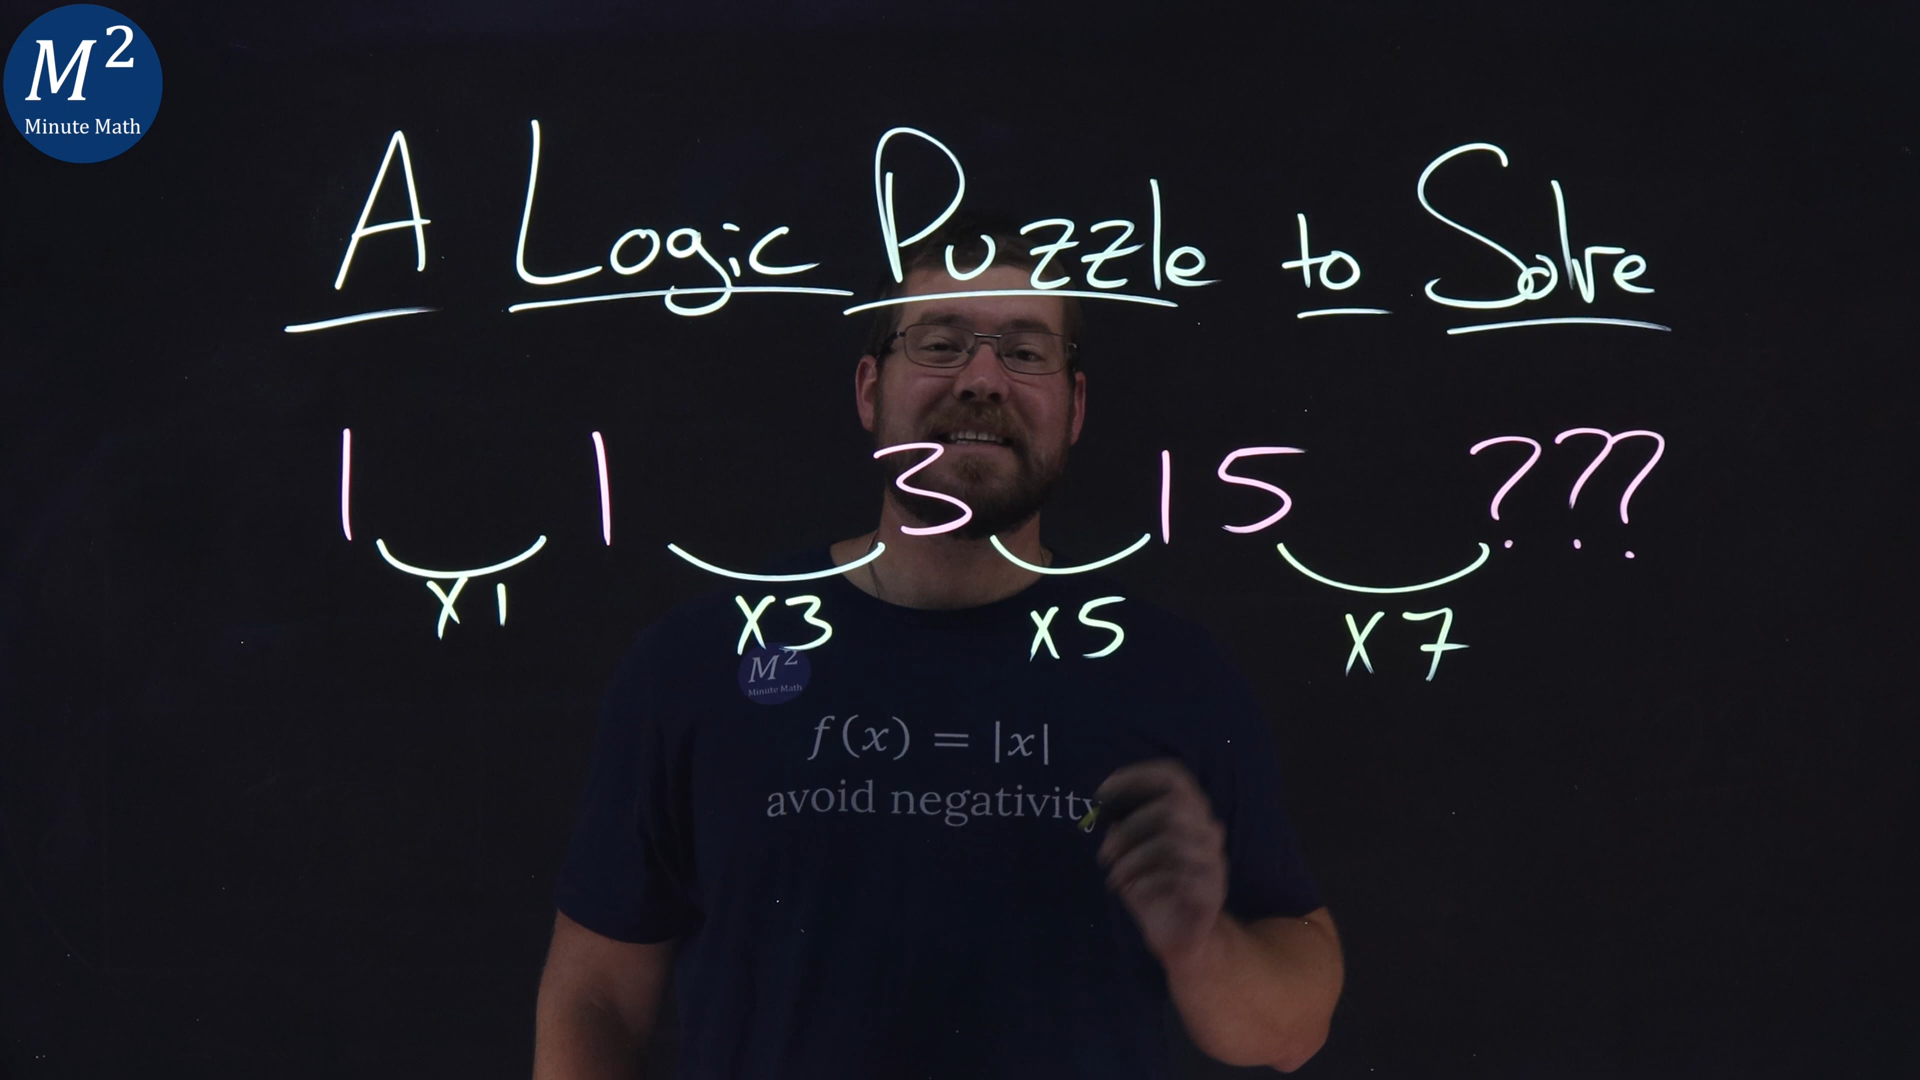 M²
Minute Math
A Logic Puzzle to Solve
1 1 3 15 ???
x1 x3 x5 x7
M²
Minute Math
f(x) = |x|
avoid negativity